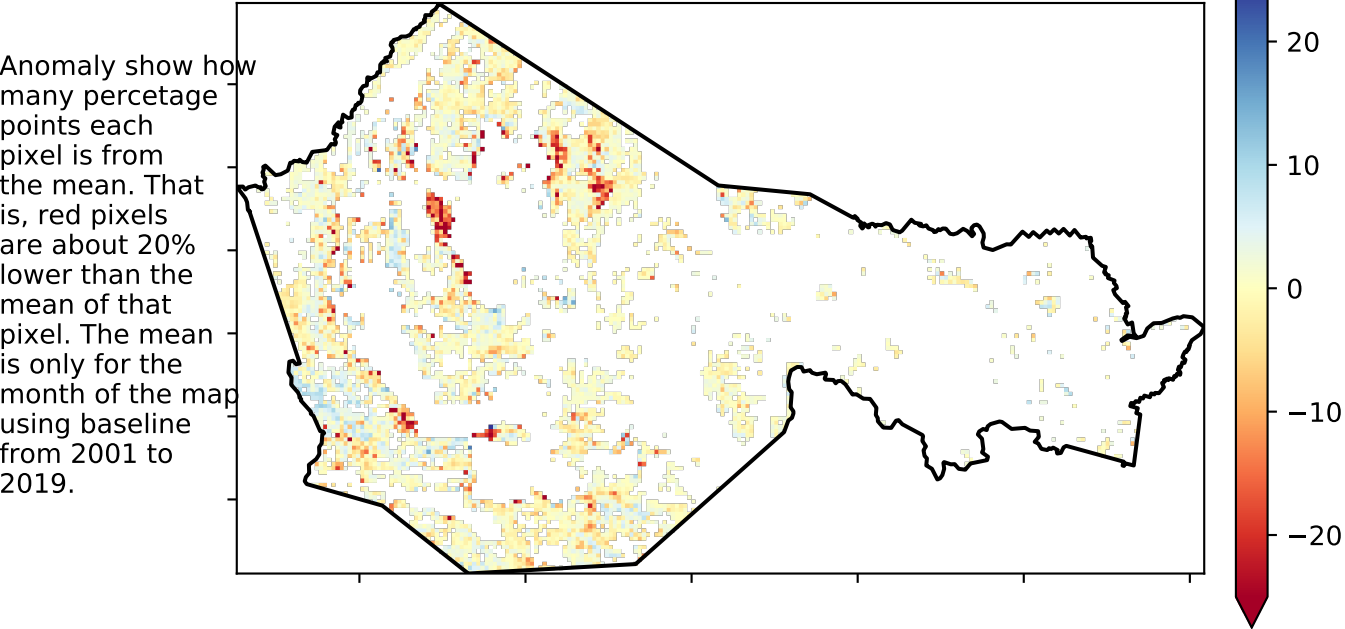 Anomaly show how
many percetage
points each
pixel is from
the mean. That
is, red pixels
are about 20%
lower than the
mean of that
pixel. The mean
is only for the
month of the map
using baseline
from 2001 to
2019.
20
10
0
−10
−20